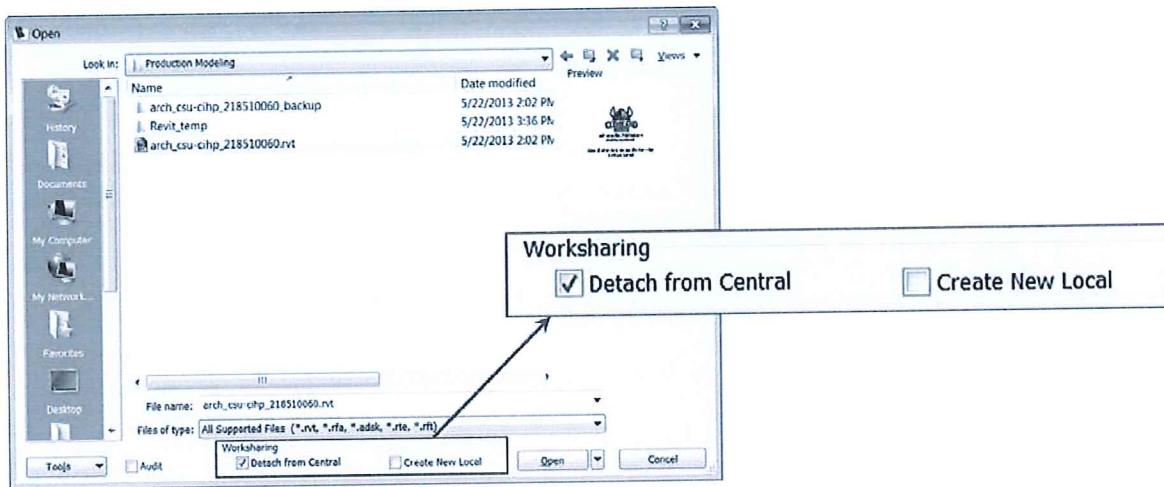 Open
Look in: Production Modeling
Views
Preview
Name
Date modified
arch_csu-cihp_218510060_backup
5/22/2013 2:02 PM
Revit_temp
5/22/2013 3:36 PM
arch_csu-cihp_218510060.rvt
5/22/2013 2:02 PM
History
Documents
My Computer
My Network...
Favorites
Desktop
Worksharing
Detach from Central
Create New Local
File name: arch_csu-cihp_218510060.rvt
Files of type: All Supported Files (*.rvt, *.rfa, *.adsk, *.rte, *.rft)
Worksharing
Tools
Audit
Detach from Central
Create New Local
Open
Cancel